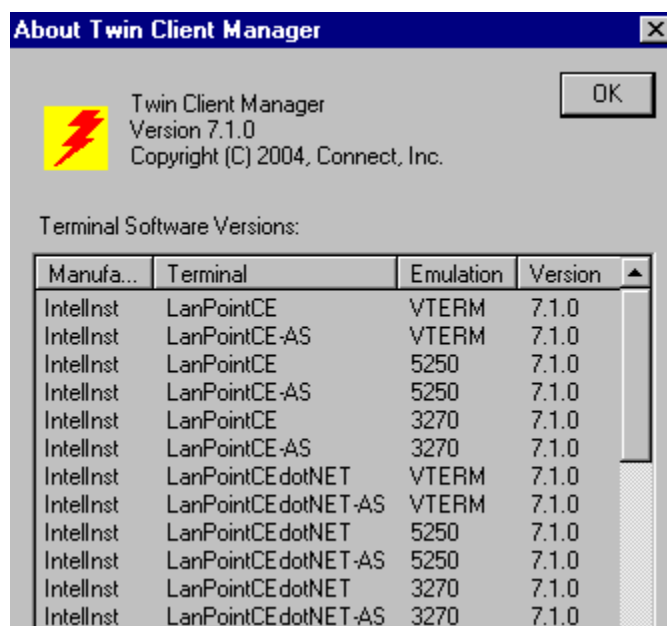 About Twin Client Manager
OK
Twin Client Manager
Version 7.1.0
Copyright (C) 2004, Connect, Inc.
Terminal Software Versions:
Manufa... Terminal Emulation Version
IntelInst LanPointCE VTERM 7.1.0
IntelInst LanPointCE-AS VTERM 7.1.0
IntelInst LanPointCE 5250 7.1.0
IntelInst LanPointCE-AS 5250 7.1.0
IntelInst LanPointCE 3270 7.1.0
IntelInst LanPointCE-AS 3270 7.1.0
IntelInst LanPointCEdotNET VTERM 7.1.0
IntelInst LanPointCEdotNET-AS VTERM 7.1.0
IntelInst LanPointCEdotNET 5250 7.1.0
IntelInst LanPointCEdotNET-AS 5250 7.1.0
IntelInst LanPointCEdotNET 3270 7.1.0
IntelInst LanPointCEdotNET-AS 3270 7.1.0